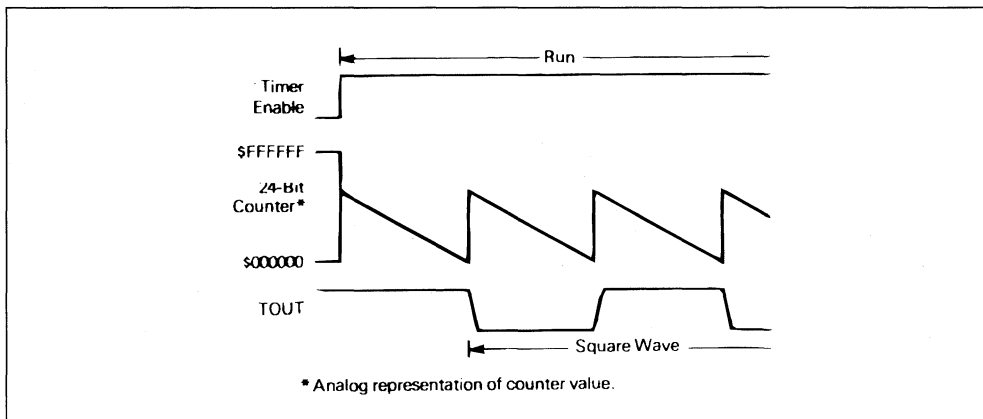 Run
Timer
Enable
$FFFFFF
24-Bit
Counter*
$000000
TOUT
Square Wave
* Analog representation of counter value.